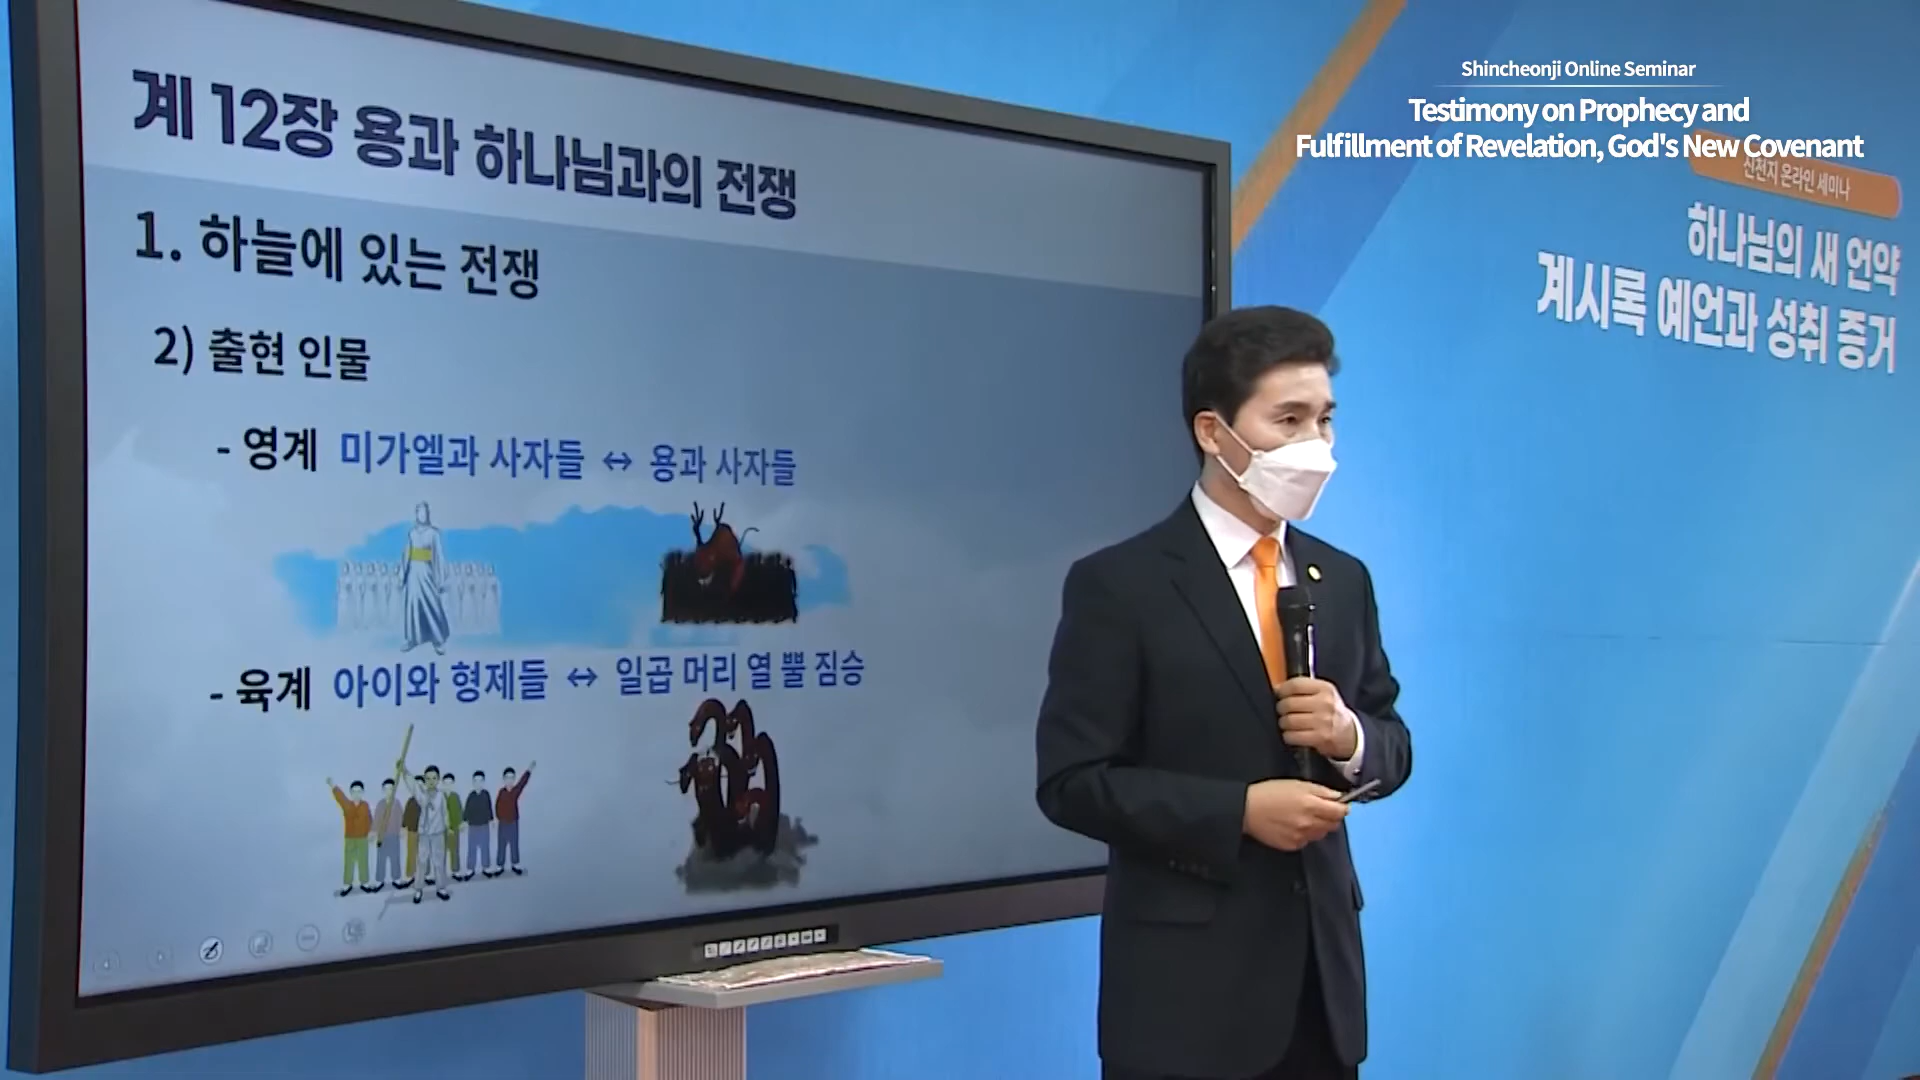 계 12장 용과 하나님과의 전쟁
1. 하늘에 있는 전쟁
2) 출현 인물
- 영계 미가엘과 사자들 ↔ 용과 사자들
- 육계 아이와 형제들 ↔ 일곱 머리 열 뿔 짐승
Shincheonji Online Seminar
Testimony on Prophecy and
Fulfillment of Revelation, God's New Covenant
신천지 온라인 세미나
하나님의 새 언약
계시록 예언과 성취 증거